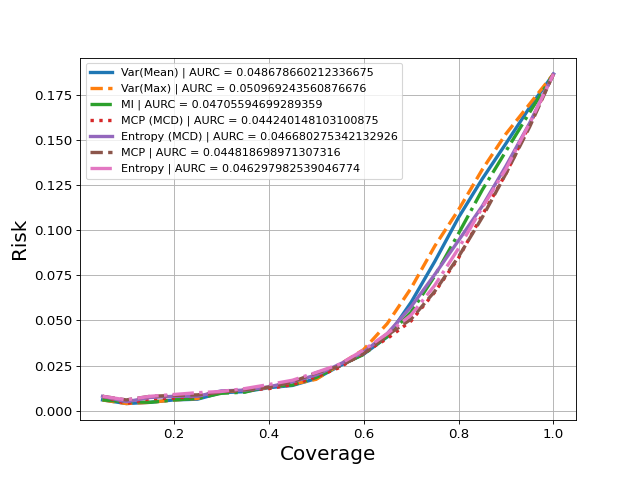 Var(Mean) | AURC = 0.048678660212336675
Var(Max) | AURC = 0.050969243560876676
MI | AURC = 0.04705594699289359
MCP (MCD) | AURC = 0.044240148103100875
Entropy (MCD) | AURC = 0.046680275342132926
MCP | AURC = 0.044818698971307316
Entropy | AURC = 0.046297982539046774
0.175
0.150
0.125
0.100
0.075
0.050
0.025
0.000
Risk
0.2 0.4 0.6 0.8 1.0
Coverage